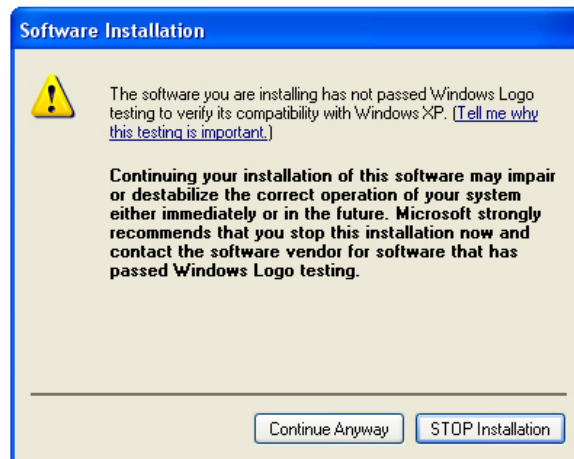 Software Installation
The software you are installing has not passed Windows Logo
testing to verify its compatibility with Windows XP. (Tell me why
this testing is important.)
Continuing your installation of this software may impair
or destabilize the correct operation of your system
either immediately or in the future. Microsoft strongly
recommends that you stop this installation now and
contact the software vendor for software that has
passed Windows Logo testing.
Continue Anyway
STOP Installation